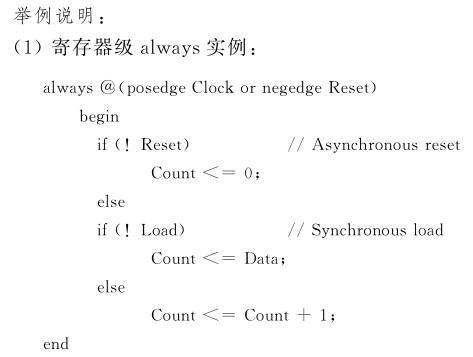 举例说明：
（1）寄存器级 always 实例：
always @(posedge Clock or negedge Reset)
begin
if (! Reset) // Asynchronous reset
Count <= 0;
else
if (! Load) // Synchronous load
Count <= Data;
else
Count <= Count + 1;
end